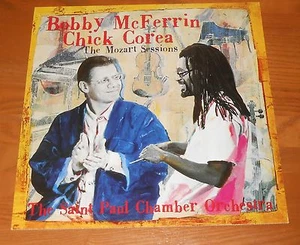 Bobby McFerrin
Chick Corea
The Mozart Sessions
The Saint Paul Chamber Orchestra